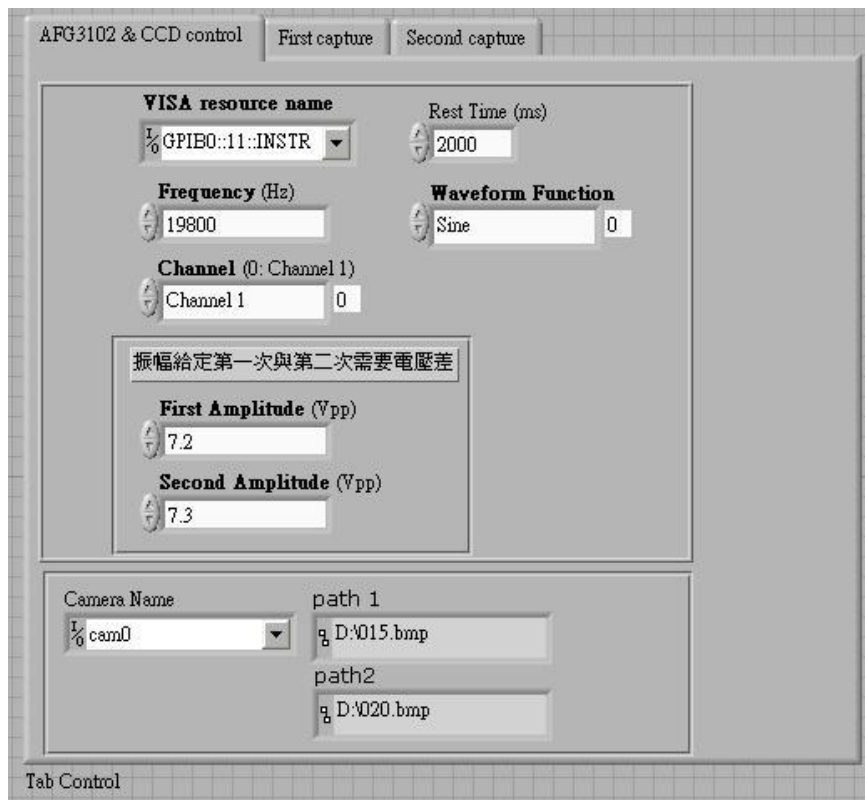 AFG3102 & CCD control
First capture
Second capture
VISA resource name
GPIB0::11::INSTR
Rest Time (ms)
2000
Frequency (Hz)
19800
Waveform Function
Sine
0
Channel (0: Channel 1)
Channel 1
0
振幅給定第一次與第二次需要電壓差
First Amplitude (Vpp)
7.2
Second Amplitude (Vpp)
7.3
Camera Name
cam0
path 1
D:\015.bmp
path2
D:\020.bmp
Tab Control